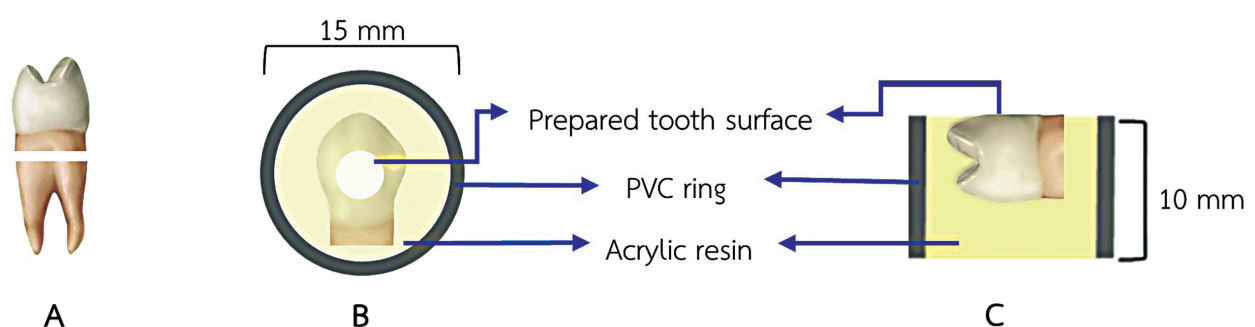 15 mm
Prepared tooth surface
PVC ring
10 mm
Acrylic resin
A
B
C